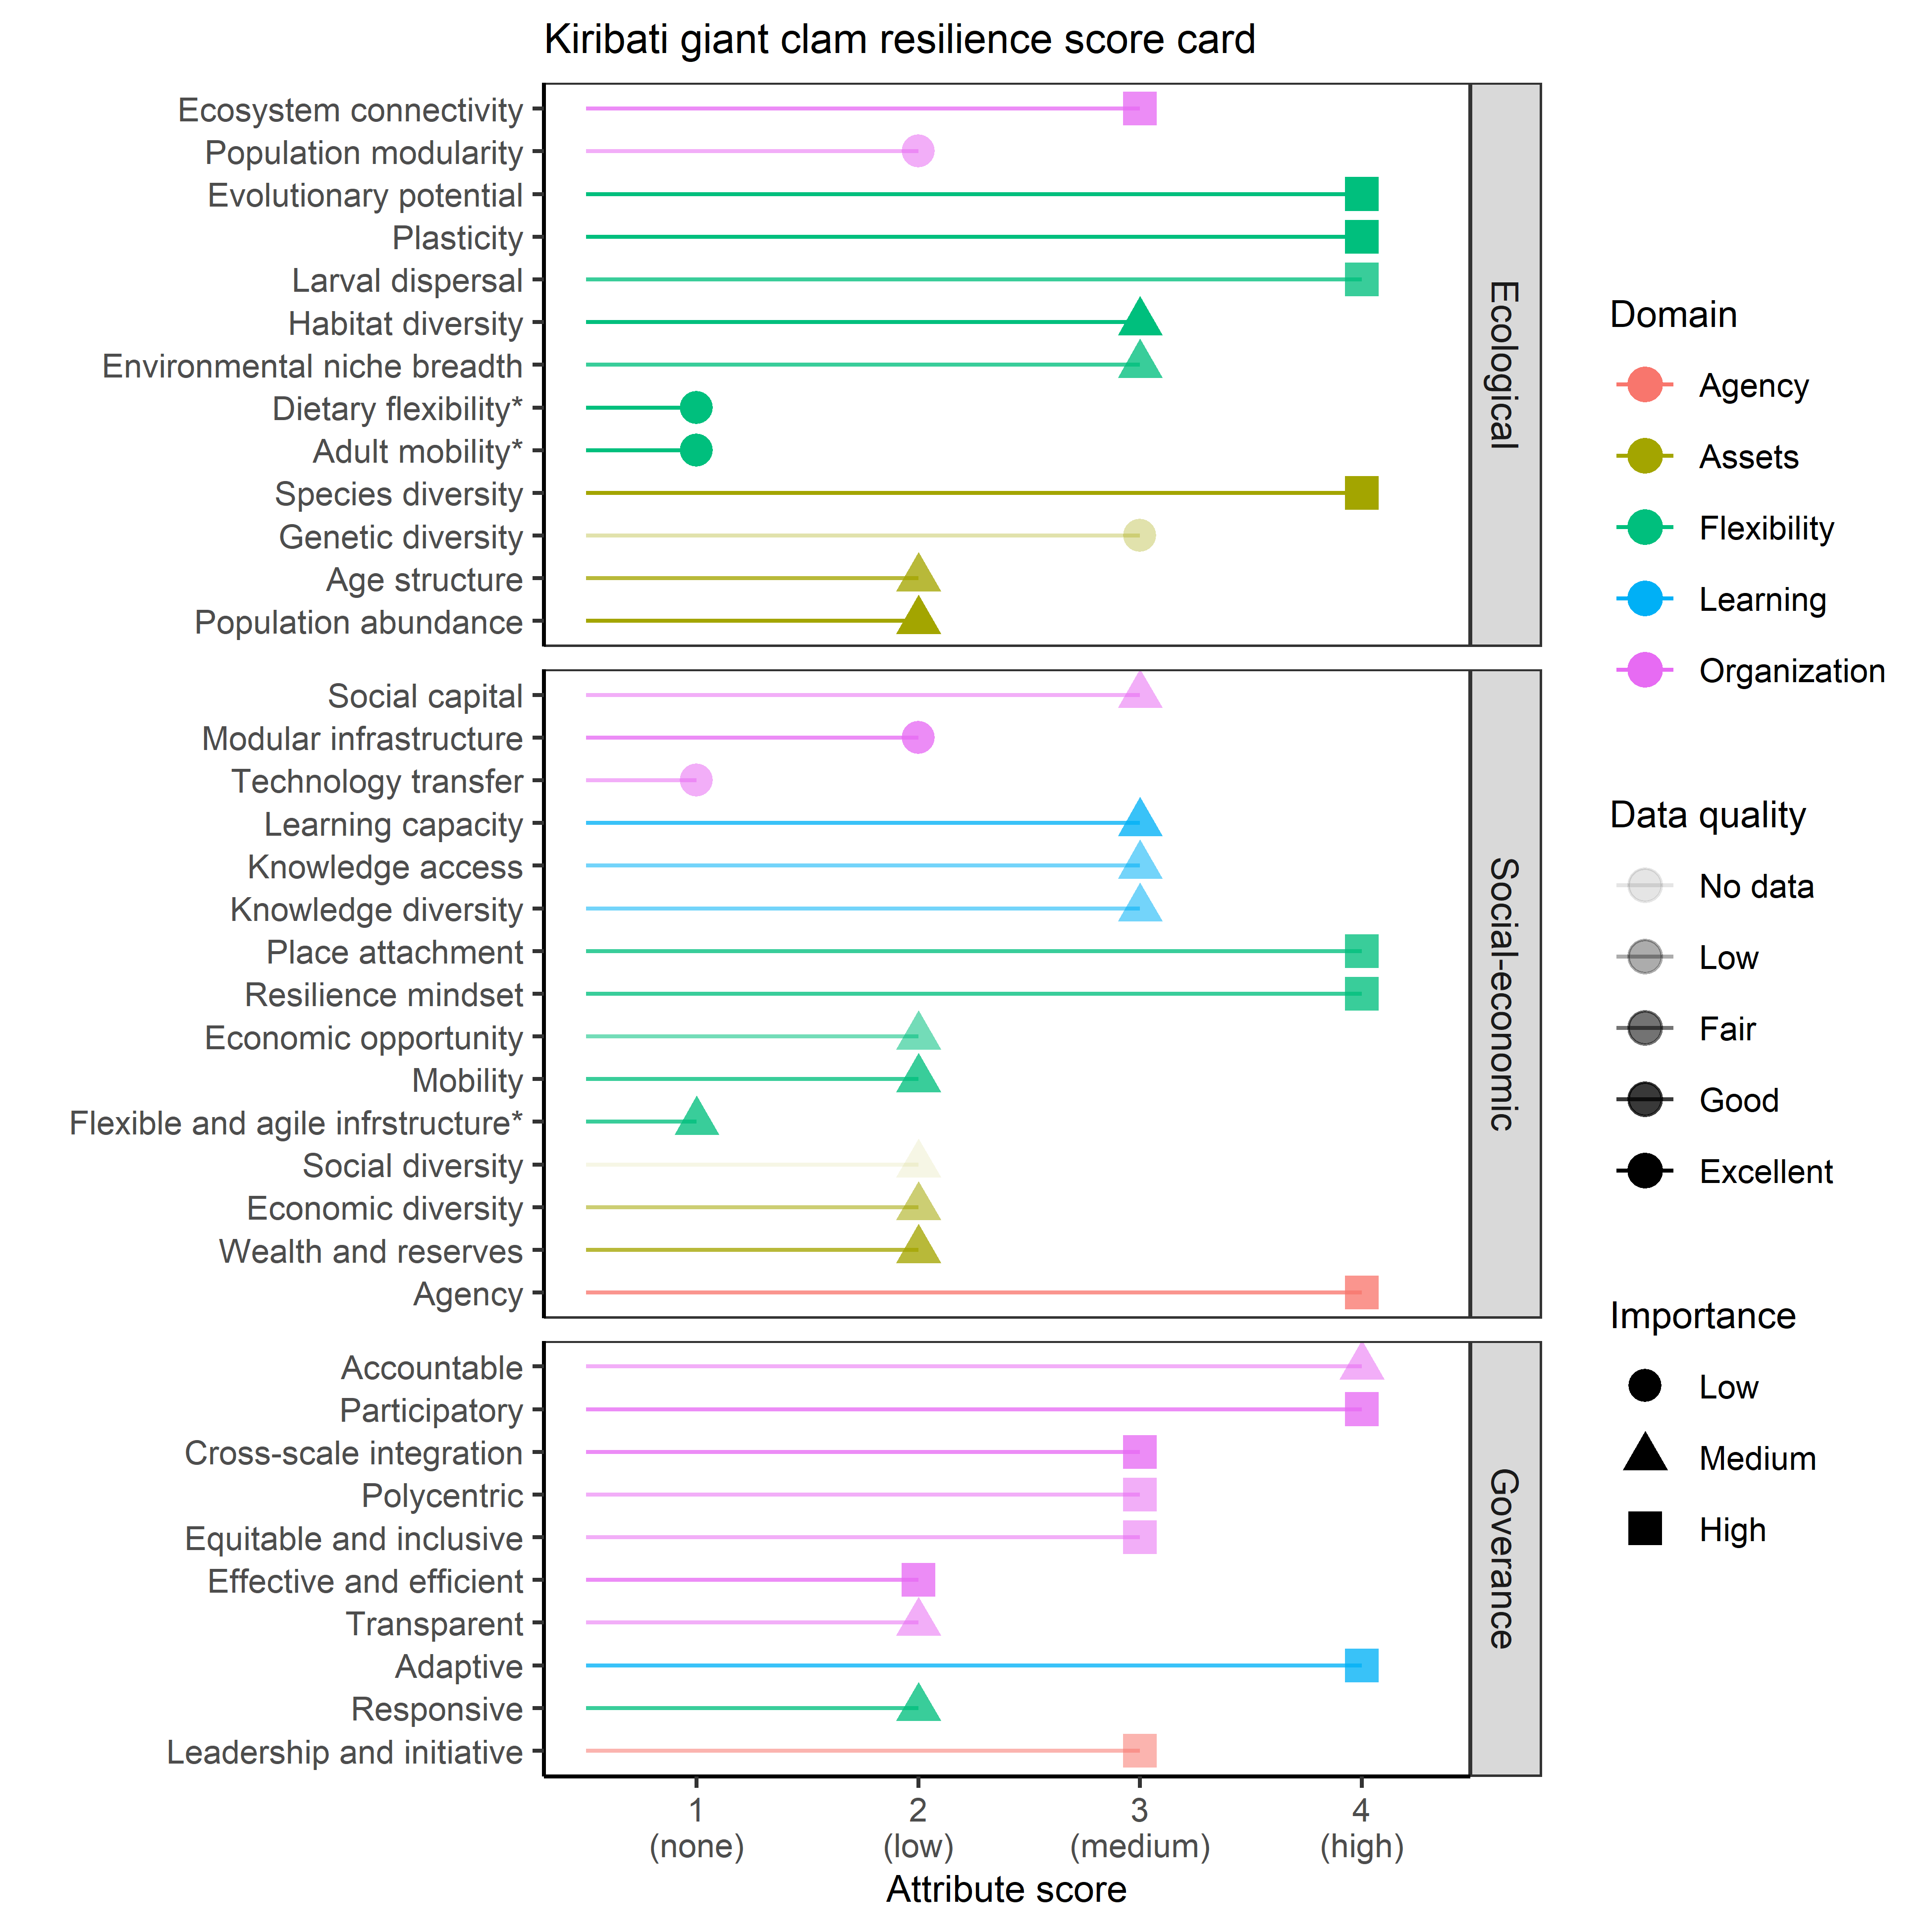 Kiribati giant clam resilience score card
Ecosystem connectivity
Population modularity
Evolutionary potential
Plasticity
Larval dispersal
Habitat diversity
Environmental niche breadth
Dietary flexibility*
Adult mobility*
Species diversity
Genetic diversity
Age structure
Population abundance
Ecological
Social capital
Modular infrastructure
Technology transfer
Learning capacity
Knowledge access
Knowledge diversity
Place attachment
Resilience mindset
Economic opportunity
Mobility
Flexible and agile infrstructure*
Social diversity
Economic diversity
Wealth and reserves
Agency
Social-economic
Accountable
Participatory
Cross-scale integration
Polycentric
Equitable and inclusive
Effective and efficient
Transparent
Adaptive
Responsive
Leadership and initiative
Goverance
1 2 3 4
(none) (low) (medium) (high)
Attribute score
Domain
Agency
Assets
Flexibility
Learning
Organization
Data quality
No data
Low
Fair
Good
Excellent
Importance
Low
Medium
High